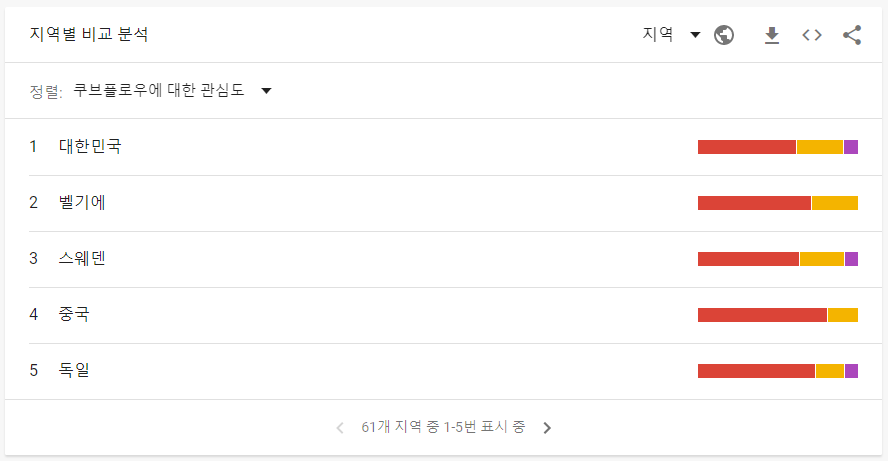 지역별 비교 분석 지역
정렬: 쿠브플로우에 대한 관심도
1 대한민국
2 벨기에
3 스웨덴
4 중국
5 독일
61개 지역 중 1-5번 표시 중